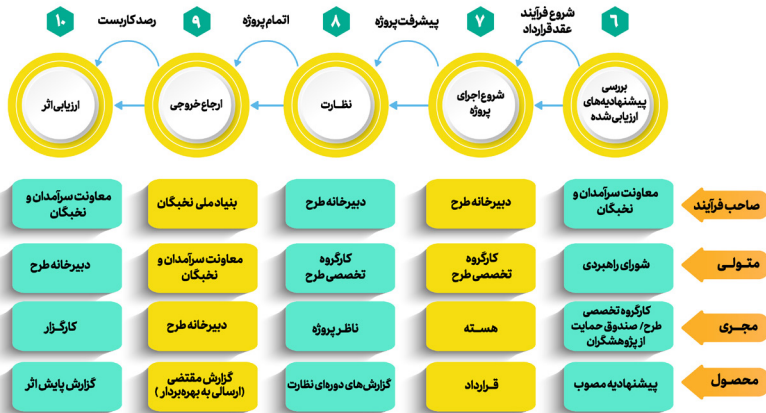 ۶
شروع فرآیند
عقد قرارداد
۷
پیشرفت پروژه
۸
اتمام پروژه
۹
رصد کاربست
۱۰
بررسی
پیشنهادیه‌های
ارزیابی شده
شروع اجرای
پروژه
نظارت
ارجاع خروجی
ارزیابی اثر
صاحب فرآیند
معاونت سرآمدان و
نخبگان
دبیرخانه طرح
دبیرخانه طرح
بنیاد ملی نخبگان
معاونت سرآمدان و
نخبگان
متولی
شورای راهبردی
کارگروه
تخصصی طرح
کارگروه
تخصصی طرح
معاونت سرآمدان و
نخبگان
دبیرخانه طرح
مجری
کارگروه تخصصی
طرح/ صندوق حمایت
از پژوهشگران
هسته
ناظر پروژه
دبیرخانه طرح
کارگزار
محصول
پیشنهادیه مصوب
قرارداد
گزارش‌های دوره‌ای نظارت
گزارش مقتضی
(ارسالی به بهره‌بردار)
گزارش پایش اثر